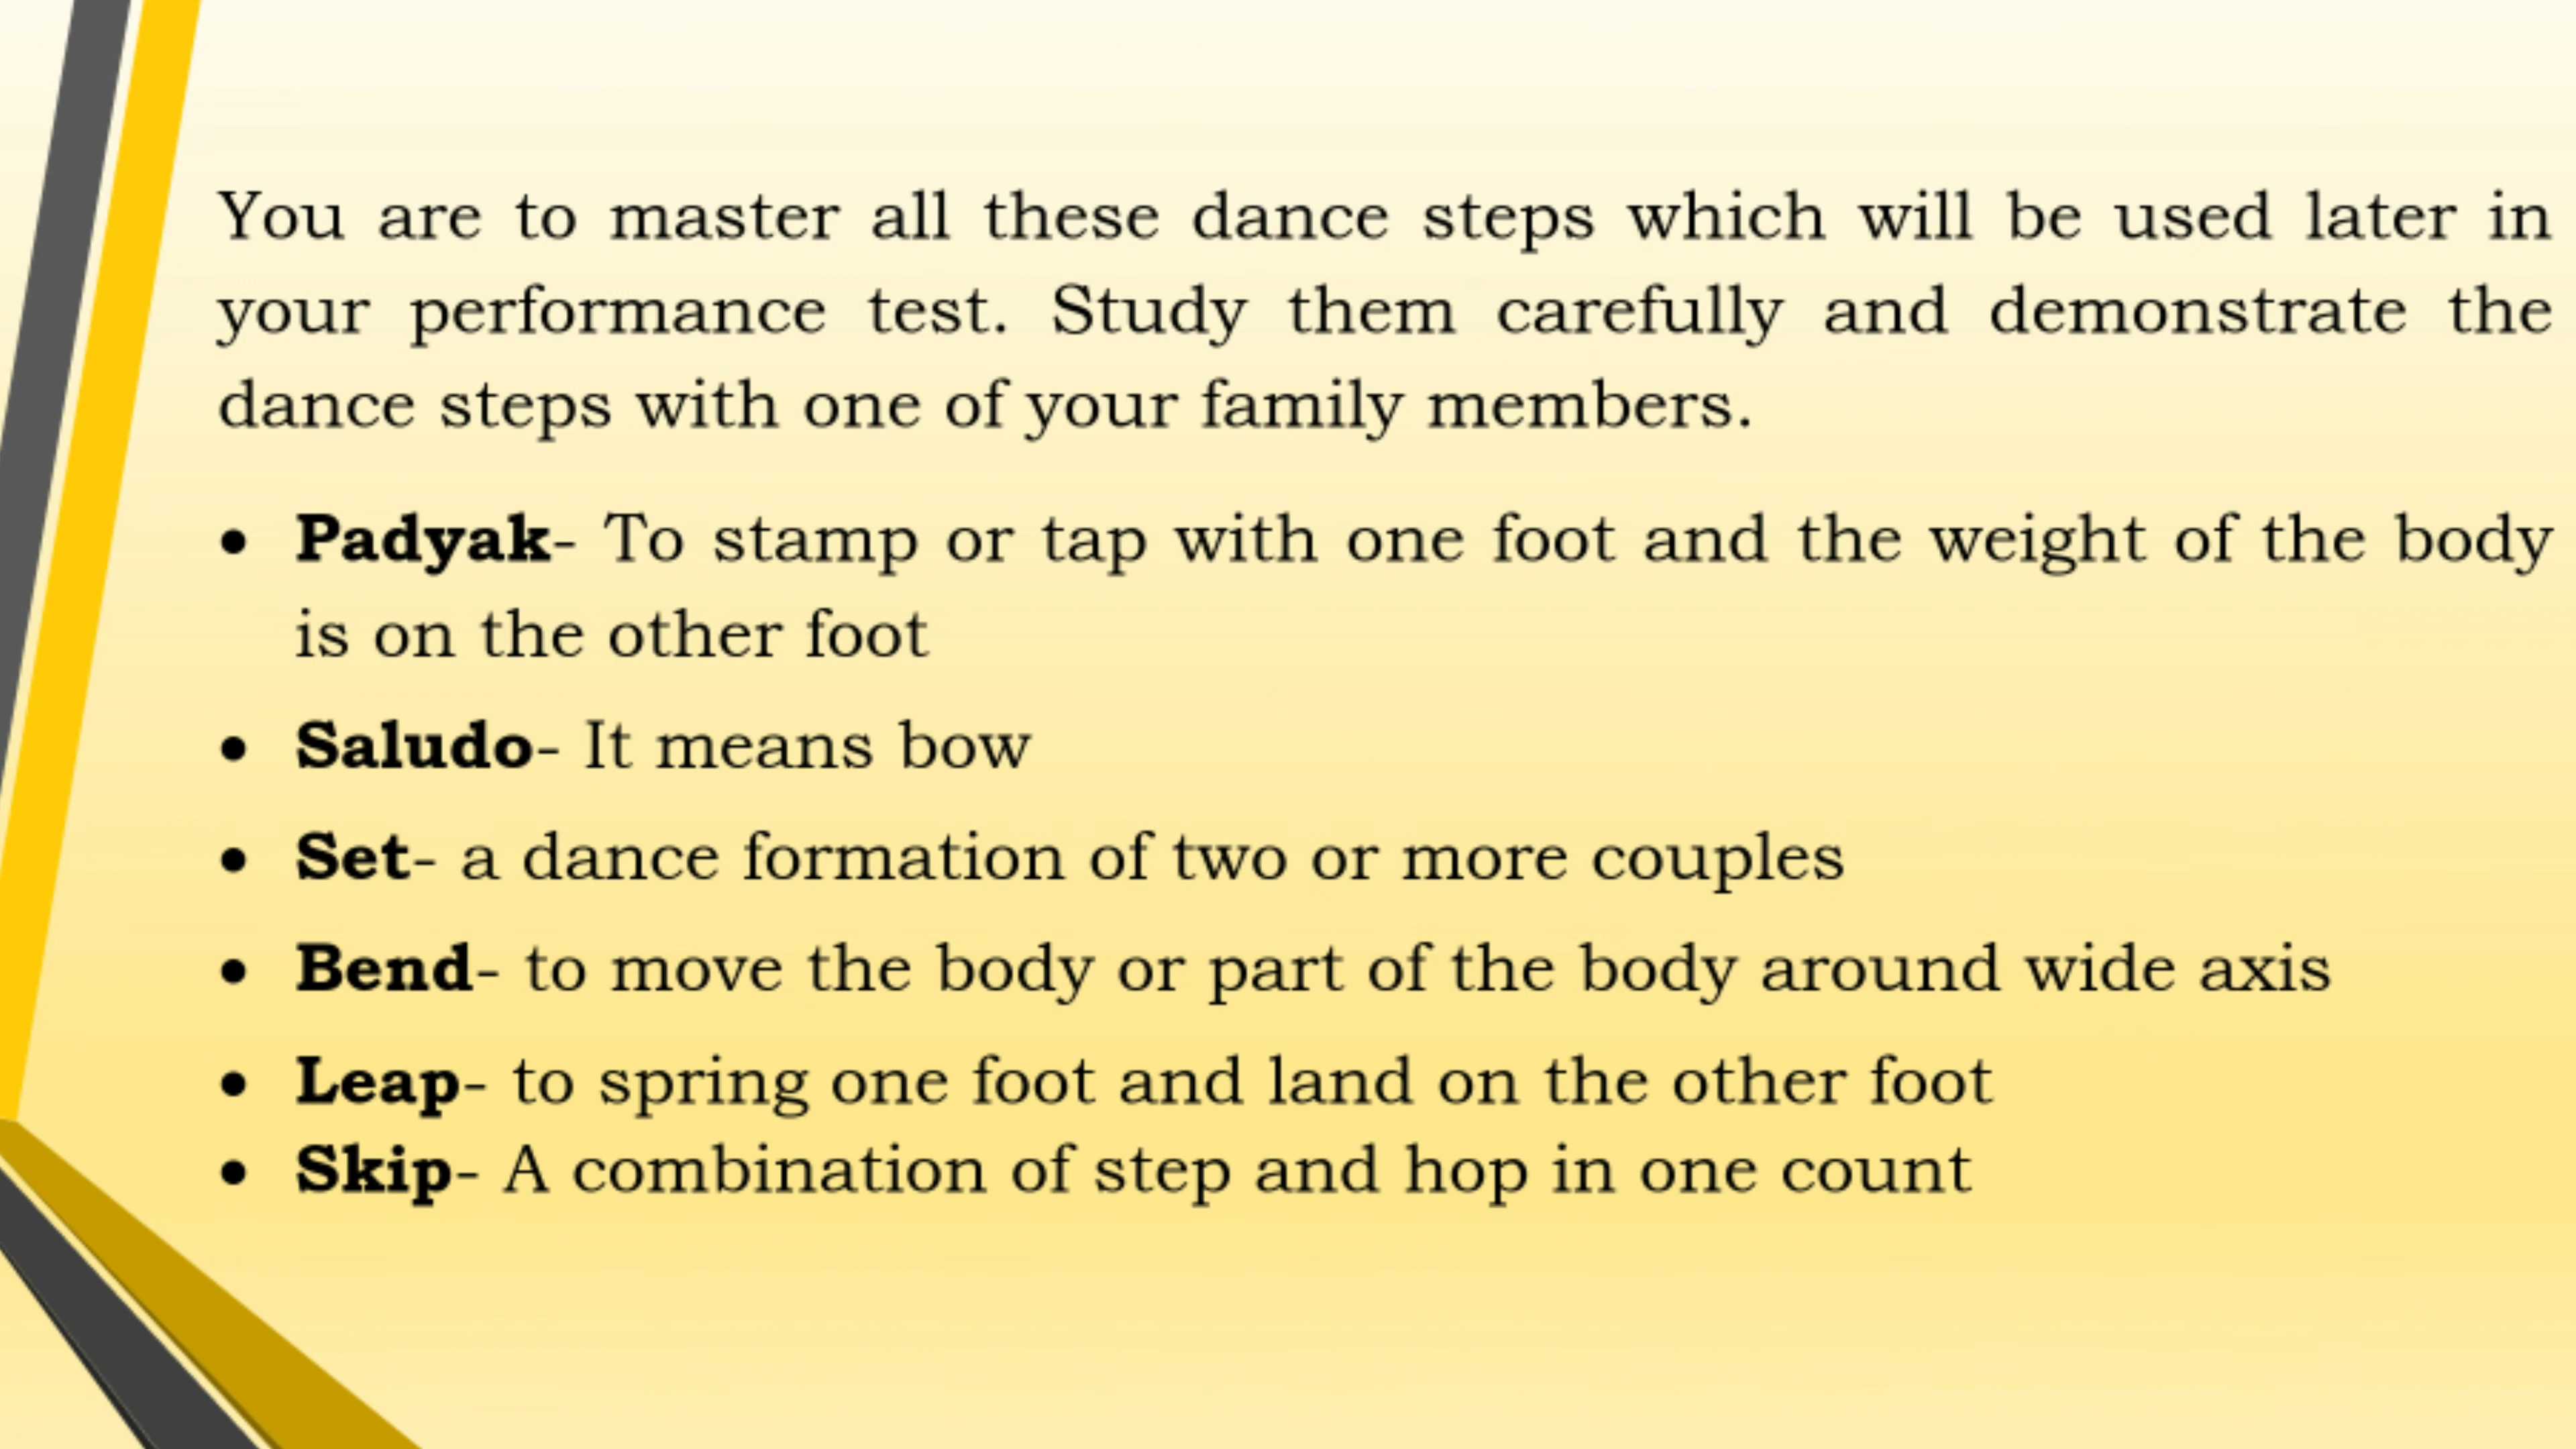 You are to master all these dance steps which will be used later in
your performance test. Study them carefully and demonstrate the
dance steps with one of your family members.
• Padyak- To stamp or tap with one foot and the weight of the body
is on the other foot
• Saludo- It means bow
• Set- a dance formation of two or more couples
• Bend- to move the body or part of the body around wide axis
• Leap- to spring one foot and land on the other foot
• Skip- A combination of step and hop in one count